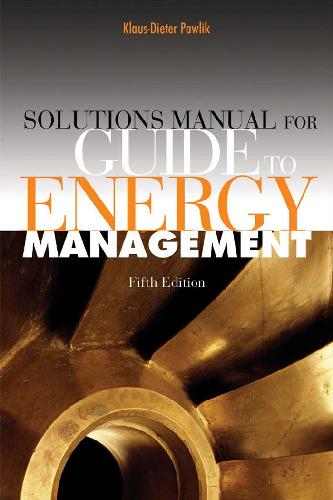 Klaus-Dieter Pawlik
SOLUTIONS MANUAL FOR
GUIDE TO
ENERGY
MANAGEMENT
Fifth Edition